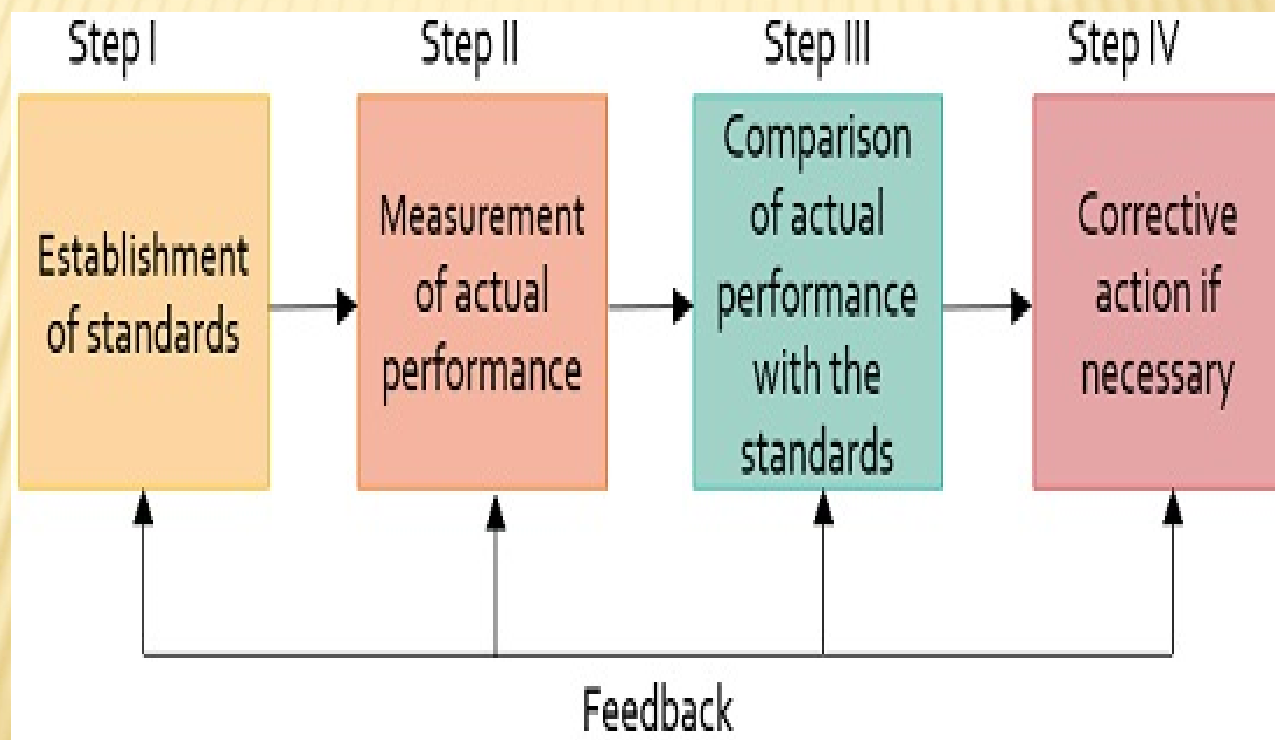 Step I
Step II
Step III
Step IV
Establishment
of standards
Measurement
of actual
performance
Comparison
of actual
performance
with the
standards
Corrective
action if
necessary
Feedback